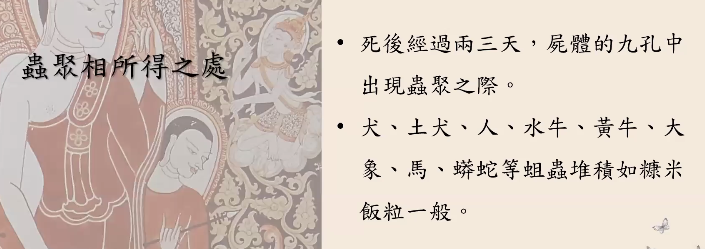 蟲聚相所得之處
• 死後經過兩三天，屍體的九孔中
出現蟲聚之際。
• 犬、土犬、人、水牛、黃牛、大
象、馬、蟒蛇等蛆蟲堆積如糠米
飯粒一般。